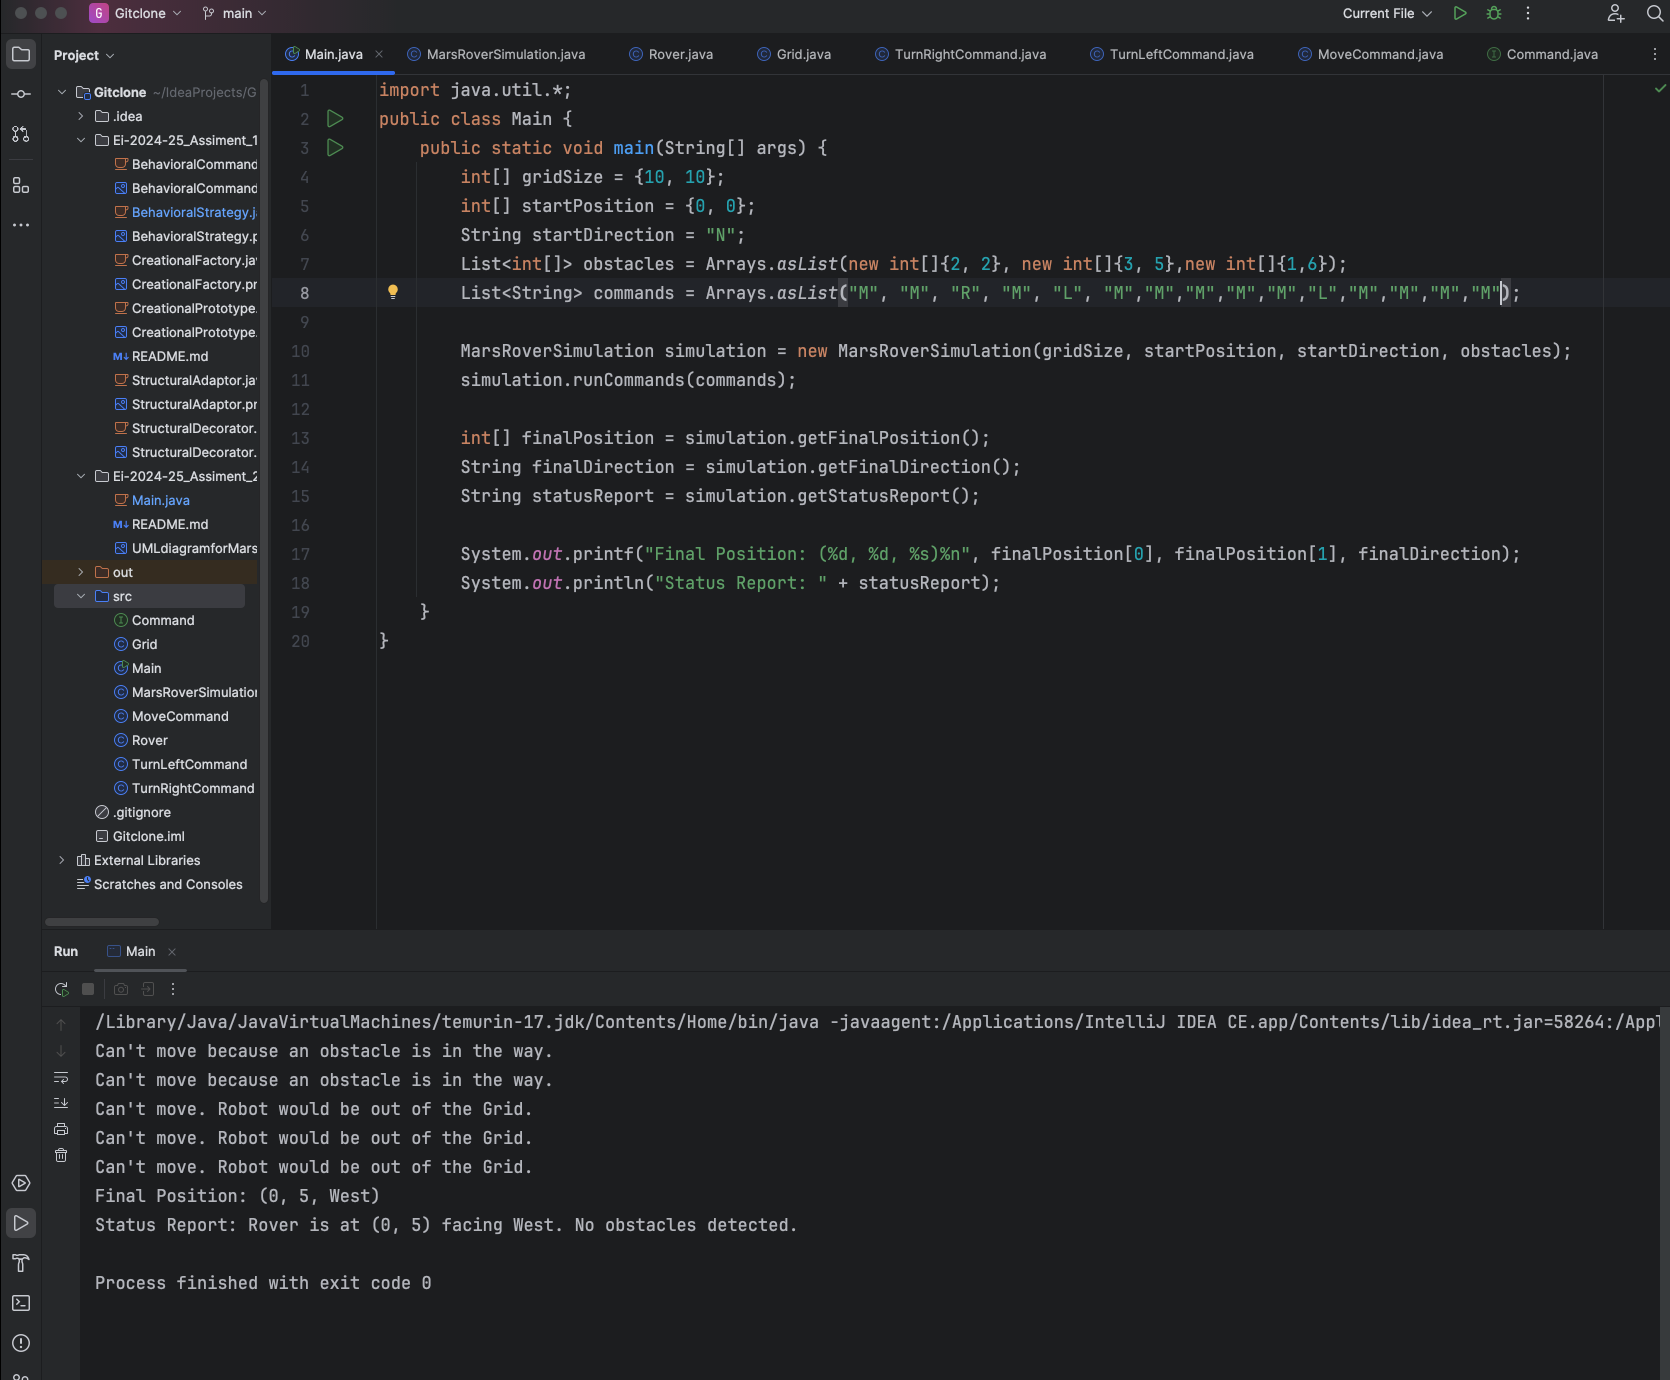 G Gitclone main Current File
Project
Main.java MarsRoverSimulation.java Rover.java Grid.java TurnRightCommand.java TurnLeftCommand.java MoveCommand.java Command.java
Gitclone ~/IdeaProjects/G
.idea
Ei-2024-25_Assiment_1
BehavioralCommand
BehavioralCommand
BehavioralStrategy.j
BehavioralStrategy.p
CreationalFactory.ja
CreationalFactory.pr
CreationalPrototype.
CreationalPrototype.
M↓ README.md
StructuralAdaptor.ja
StructuralAdaptor.pr
StructuralDecorator.
StructuralDecorator.
Ei-2024-25_Assiment_2
Main.java
M↓ README.md
UMLdiagramforMars
out
src
Command
Grid
Main
MarsRoverSimulation
MoveCommand
Rover
TurnLeftCommand
TurnRightCommand
.gitignore
Gitclone.iml
External Libraries
Scratches and Consoles
1 import java.util.*;
2 public class Main {
3 public static void main(String[] args) {
4 int[] gridSize = {10, 10};
5 int[] startPosition = {0, 0};
6 String startDirection = "N";
7 List<int[]> obstacles = Arrays.asList(new int[]{2, 2}, new int[]{3, 5},new int[]{1,6});
8 List<String> commands = Arrays.asList("M", "M", "R", "M", "L", "M","M","M","M","M","L","M","M","M","M");
9
10 MarsRoverSimulation simulation = new MarsRoverSimulation(gridSize, startPosition, startDirection, obstacles);
11 simulation.runCommands(commands);
12
13 int[] finalPosition = simulation.getFinalPosition();
14 String finalDirection = simulation.getFinalDirection();
15 String statusReport = simulation.getStatusReport();
16
17 System.out.printf("Final Position: (%d, %d, %s)%n", finalPosition[0], finalPosition[1], finalDirection);
18 System.out.println("Status Report: " + statusReport);
19 }
20 }
Run Main
/Library/Java/JavaVirtualMachines/temurin-17.jdk/Contents/Home/bin/java -javaagent:/Applications/IntelliJ IDEA CE.app/Contents/lib/idea_rt.jar=58264:/Appl
Can't move because an obstacle is in the way.
Can't move because an obstacle is in the way.
Can't move. Robot would be out of the Grid.
Can't move. Robot would be out of the Grid.
Can't move. Robot would be out of the Grid.
Final Position: (0, 5, West)
Status Report: Rover is at (0, 5) facing West. No obstacles detected.
Process finished with exit code 0